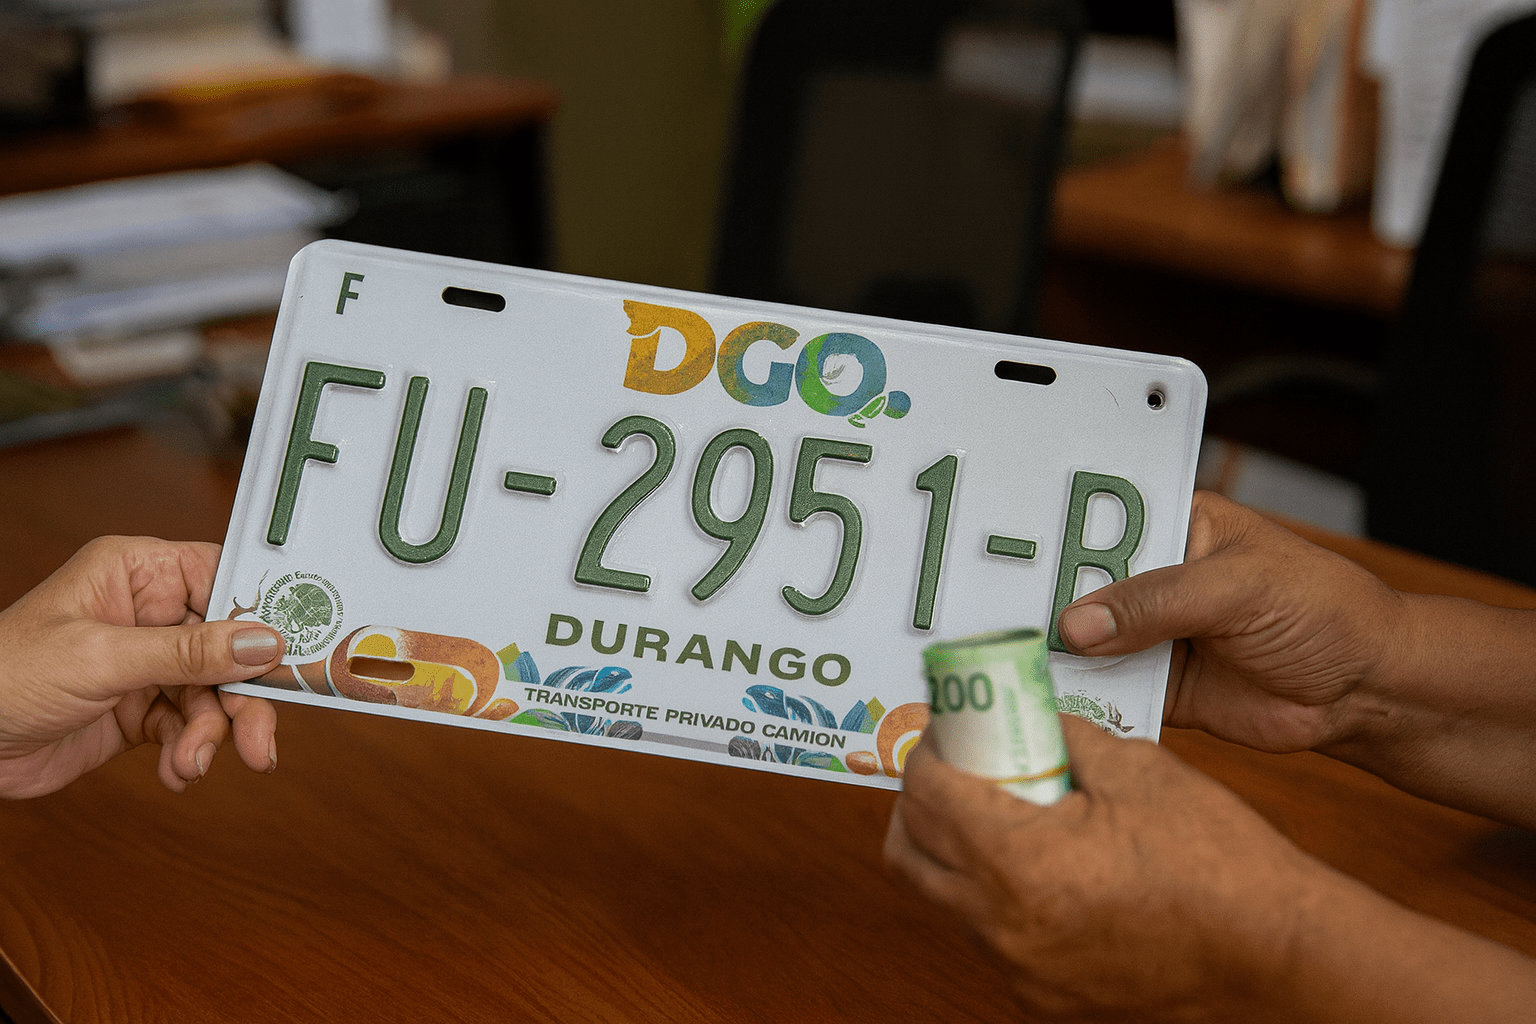 F
DGO
FU-2951-B
DURANGO
TRANSPORTE PRIVADO CAMION
200